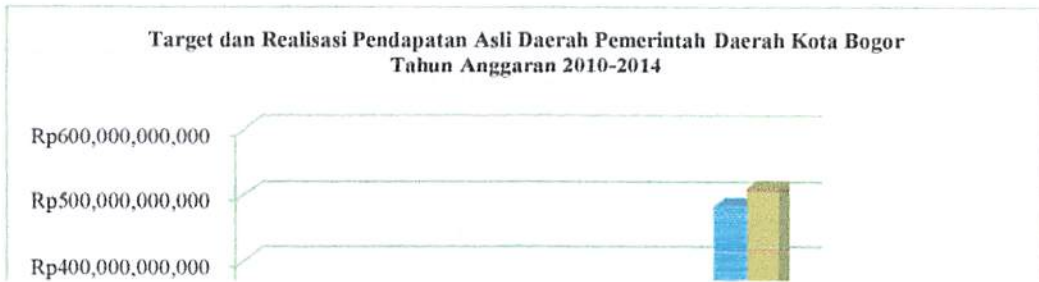 Target dan Realisasi Pendapatan Asli Daerah Pemerintah Daerah Kota Bogor
Tahun Anggaran 2010-2014
Rp600,000,000,000
Rp500,000,000,000
Rp400,000,000,000